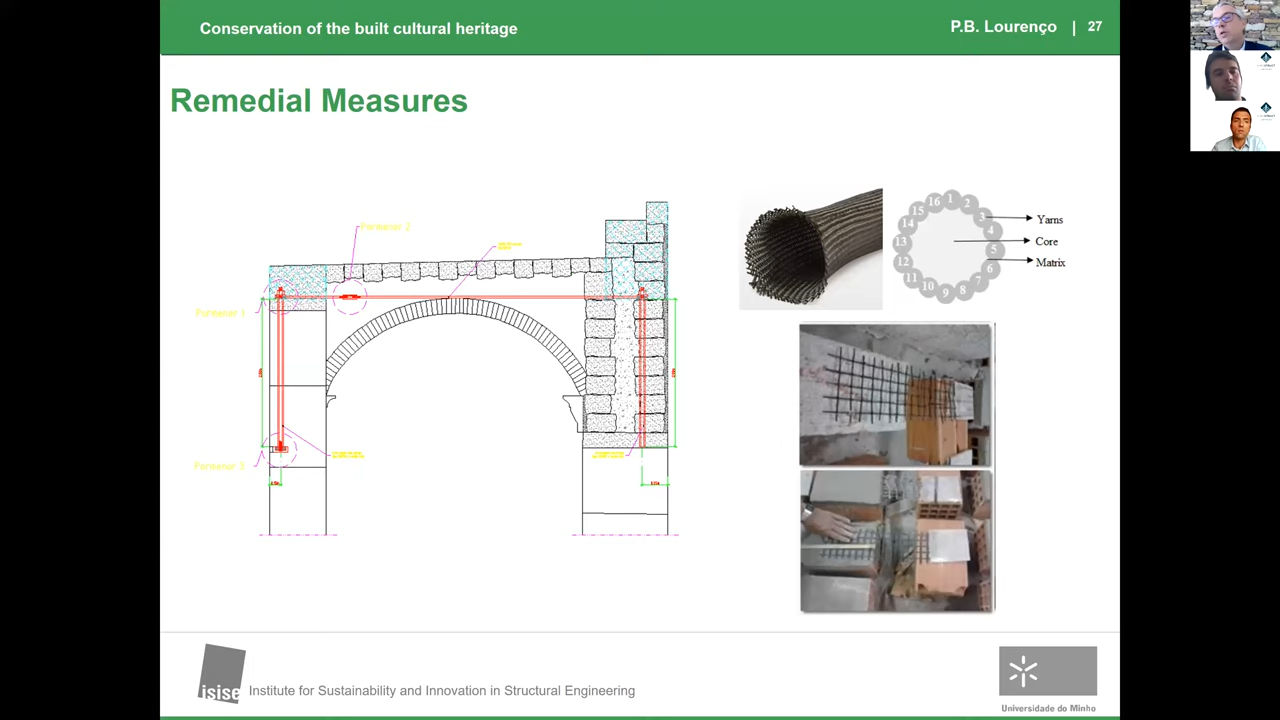 Conservation of the built cultural heritage
P.B. Lourenço | 27
Remedial Measures
Pormenor 2
Pormenor 1
Pormenor 3
1
2
3
4
5
6
7
8
9
10
11
12
13
14
15
16
Yarns
Core
Matrix
isise
Institute for Sustainability and Innovation in Structural Engineering
Universidade do Minho